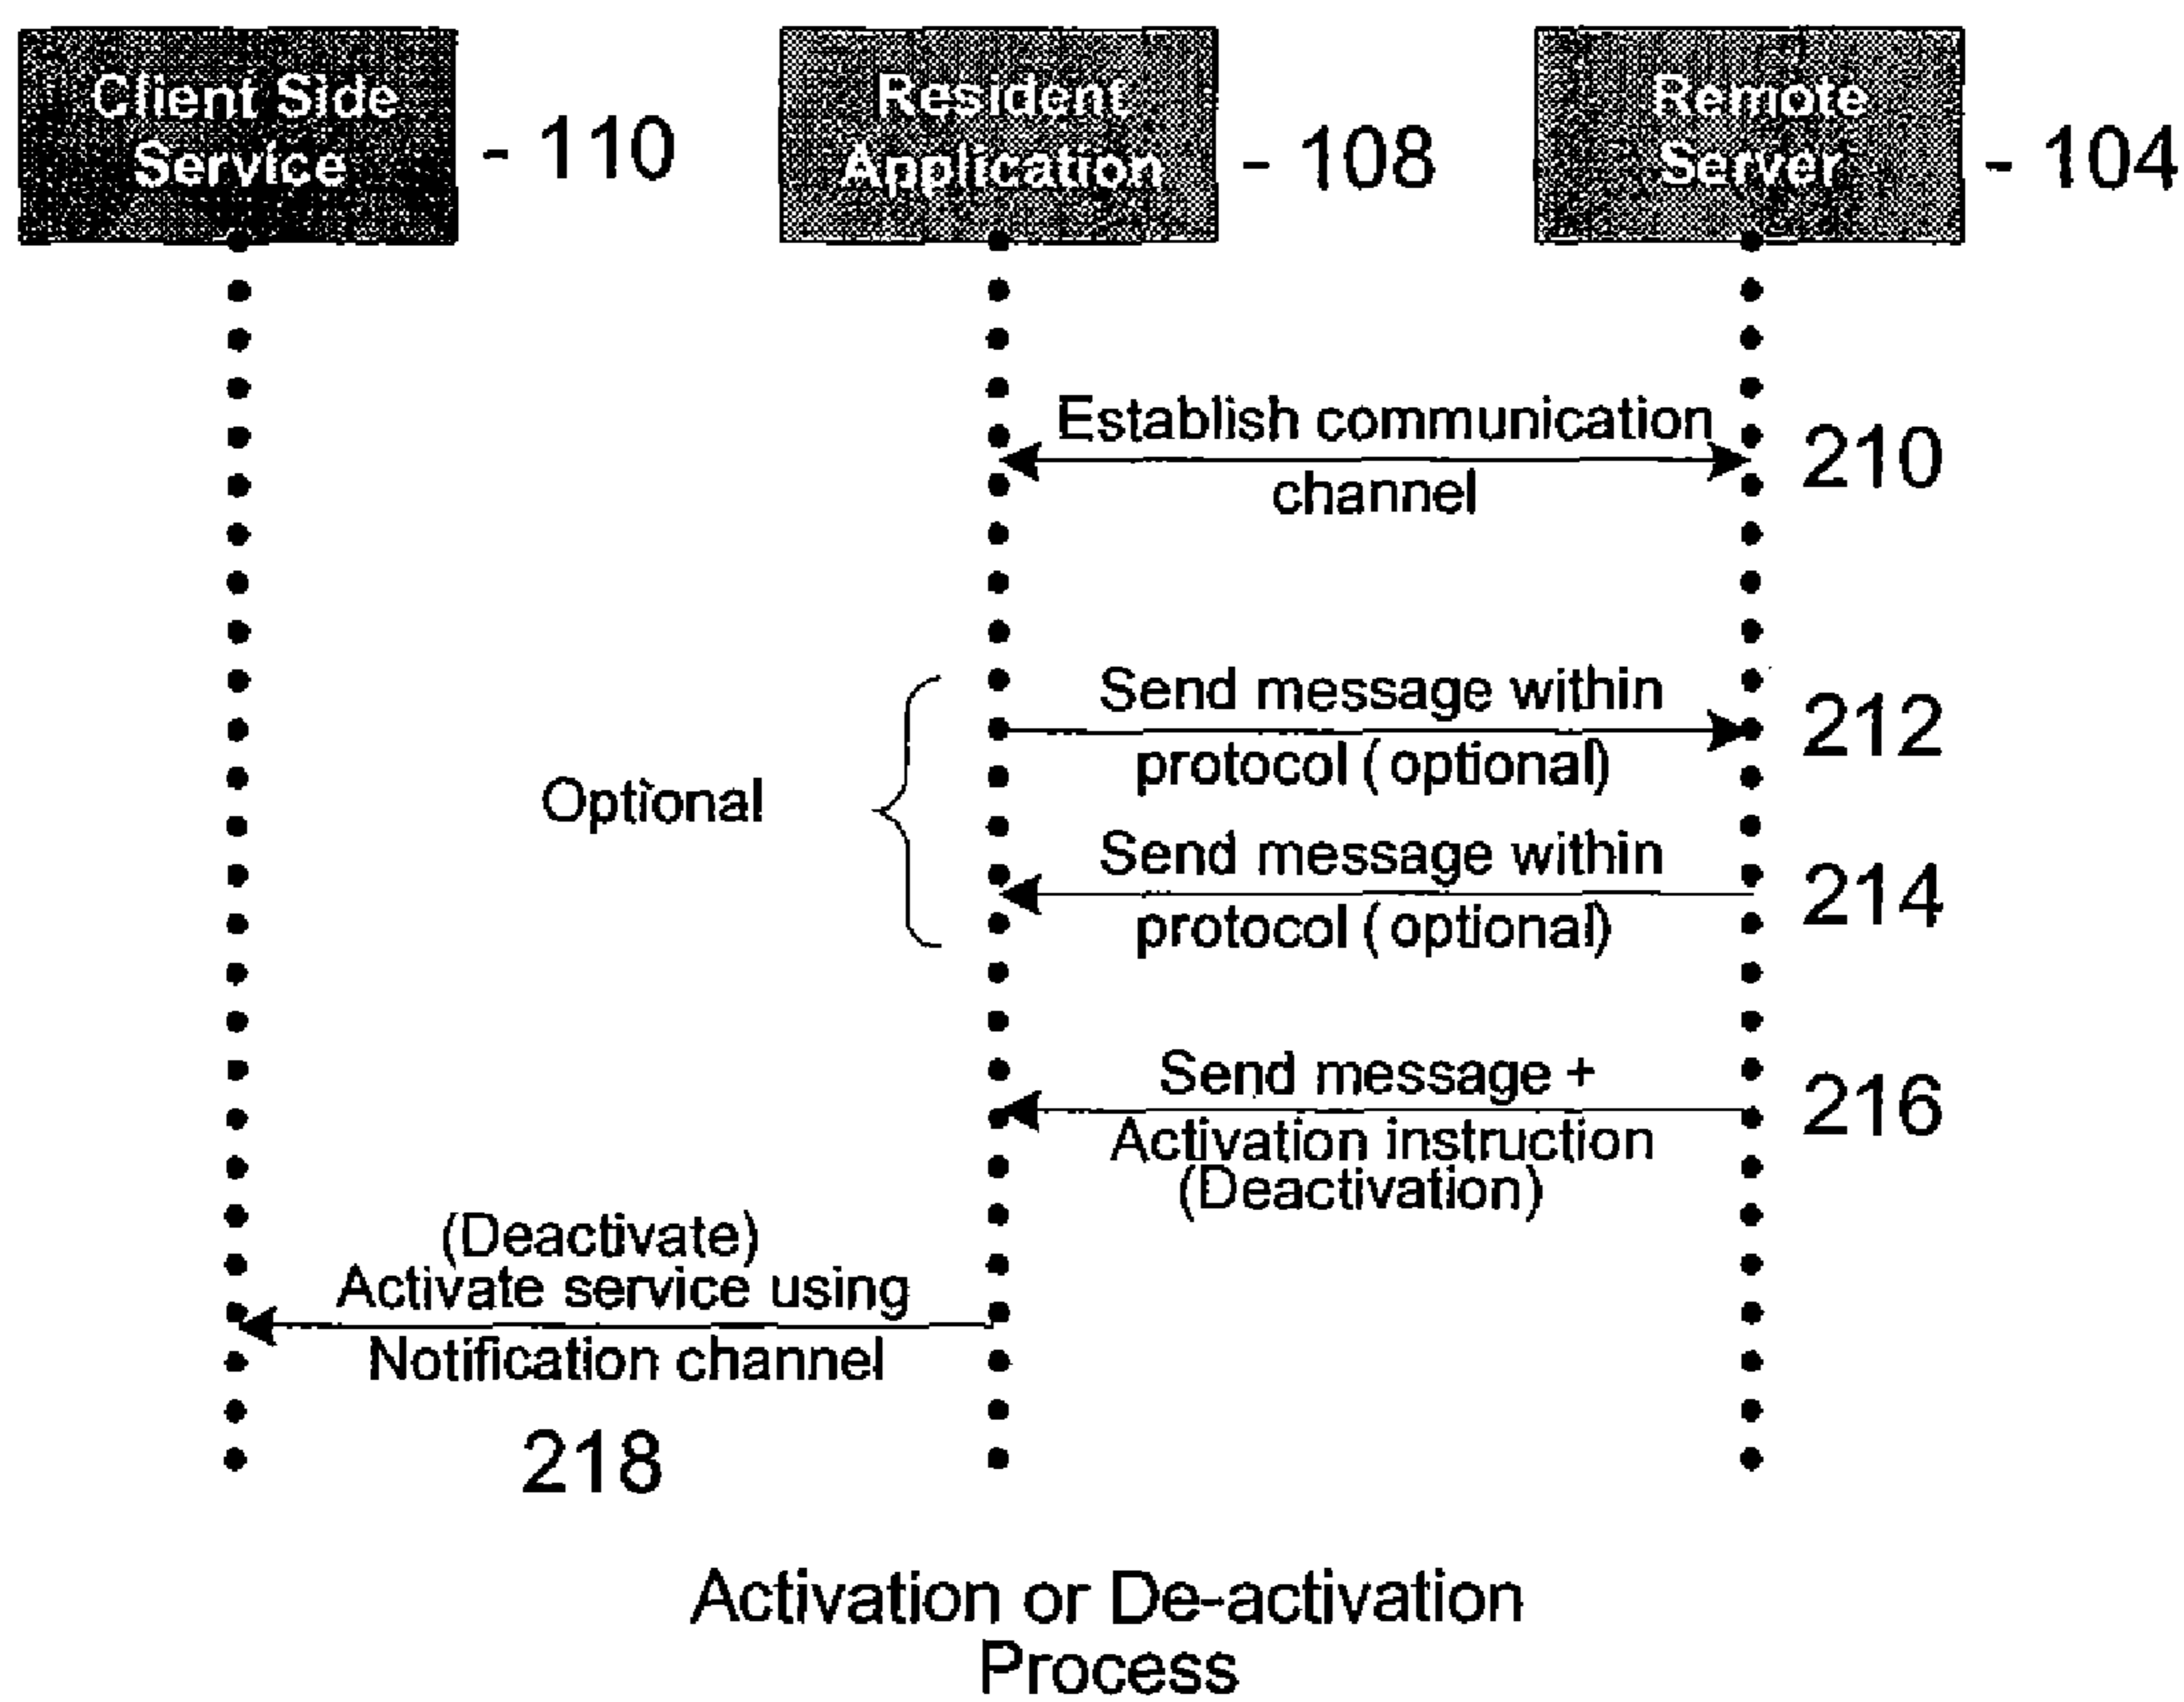 Client Side
Service
- 110
Resident
Application
- 108
Remote
Server
- 104
Establish communication
channel
210
Send message within
protocol (optional)
212
Optional
Send message within
protocol (optional)
214
Send message +
Activation instruction
(Deactivation)
216
(Deactivate)
Activate service using
Notification channel
218
Activation or De-activation
Process